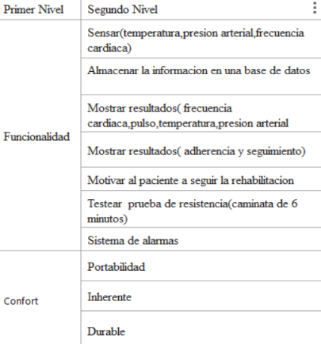 Primer Nivel Segundo Nivel
Sensar(temperatura,presion arterial,frecuencia
cardiaca)
Almacenar la informacion en una base de datos
Mostrar resultados( frecuencia
cardiaca,pulso,temperatura,presion arterial
Funcionalidad
Mostrar resultados( adherencia y seguimiento)
Motivar al paciente a seguir la rehabilitacion
Testear prueba de resistencia(caminata de 6
minutos)
Sistema de alarmas
Portabilidad
Confort
Inherente
Durable